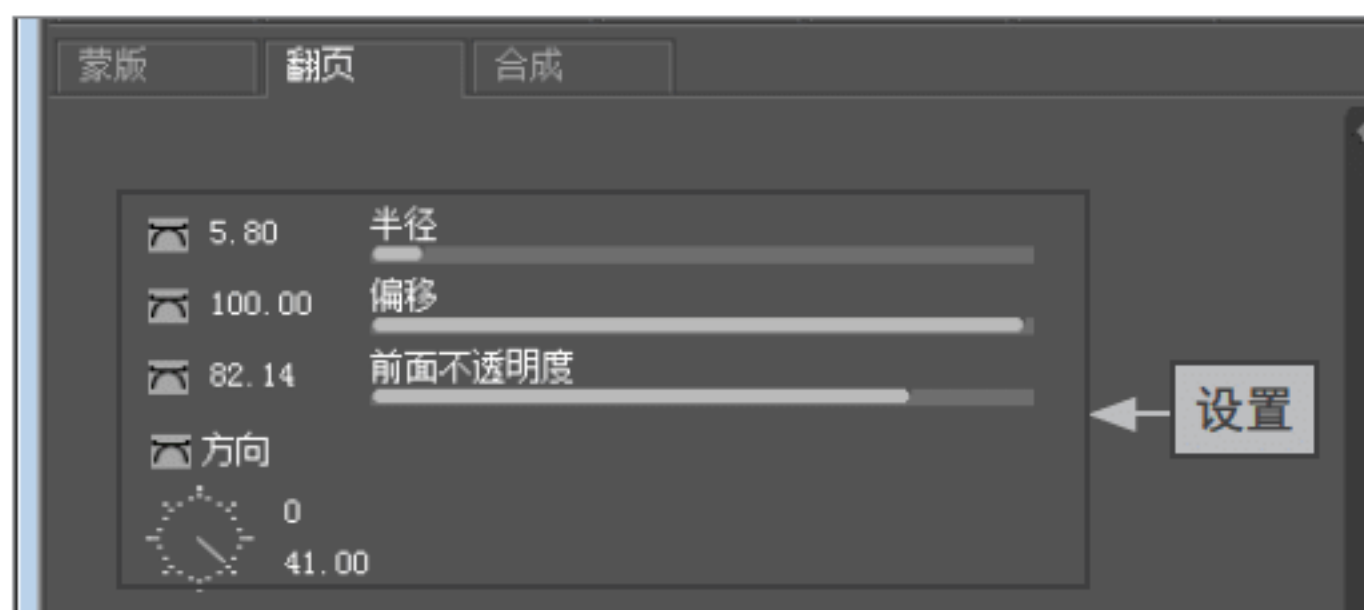 蒙版 翻页 合成
5.80 半径
100.00 偏移
82.14 前面不透明度
设置
方向
0
41.00